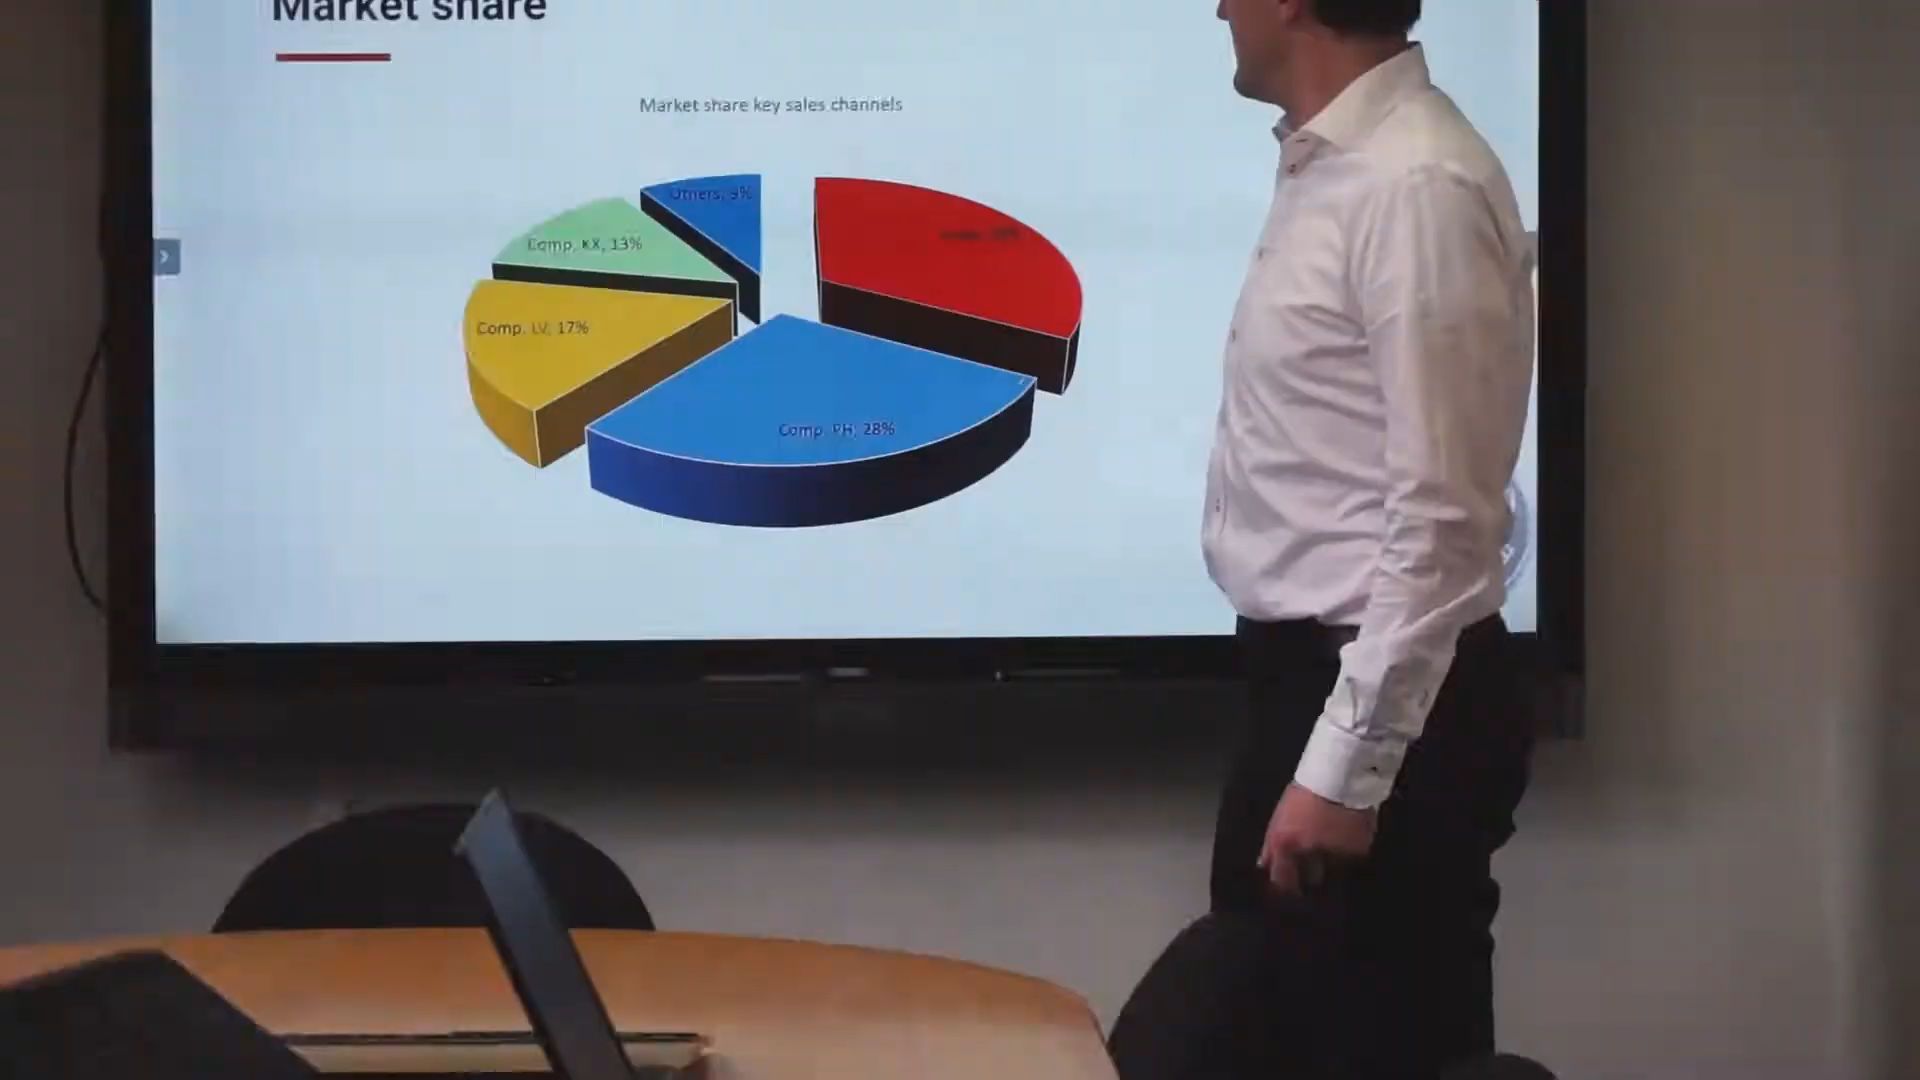 Market share
Market share key sales channels
Others, 9%
Comp. KX, 13%
Comp. LV, 17%
Comp. PH; 28%